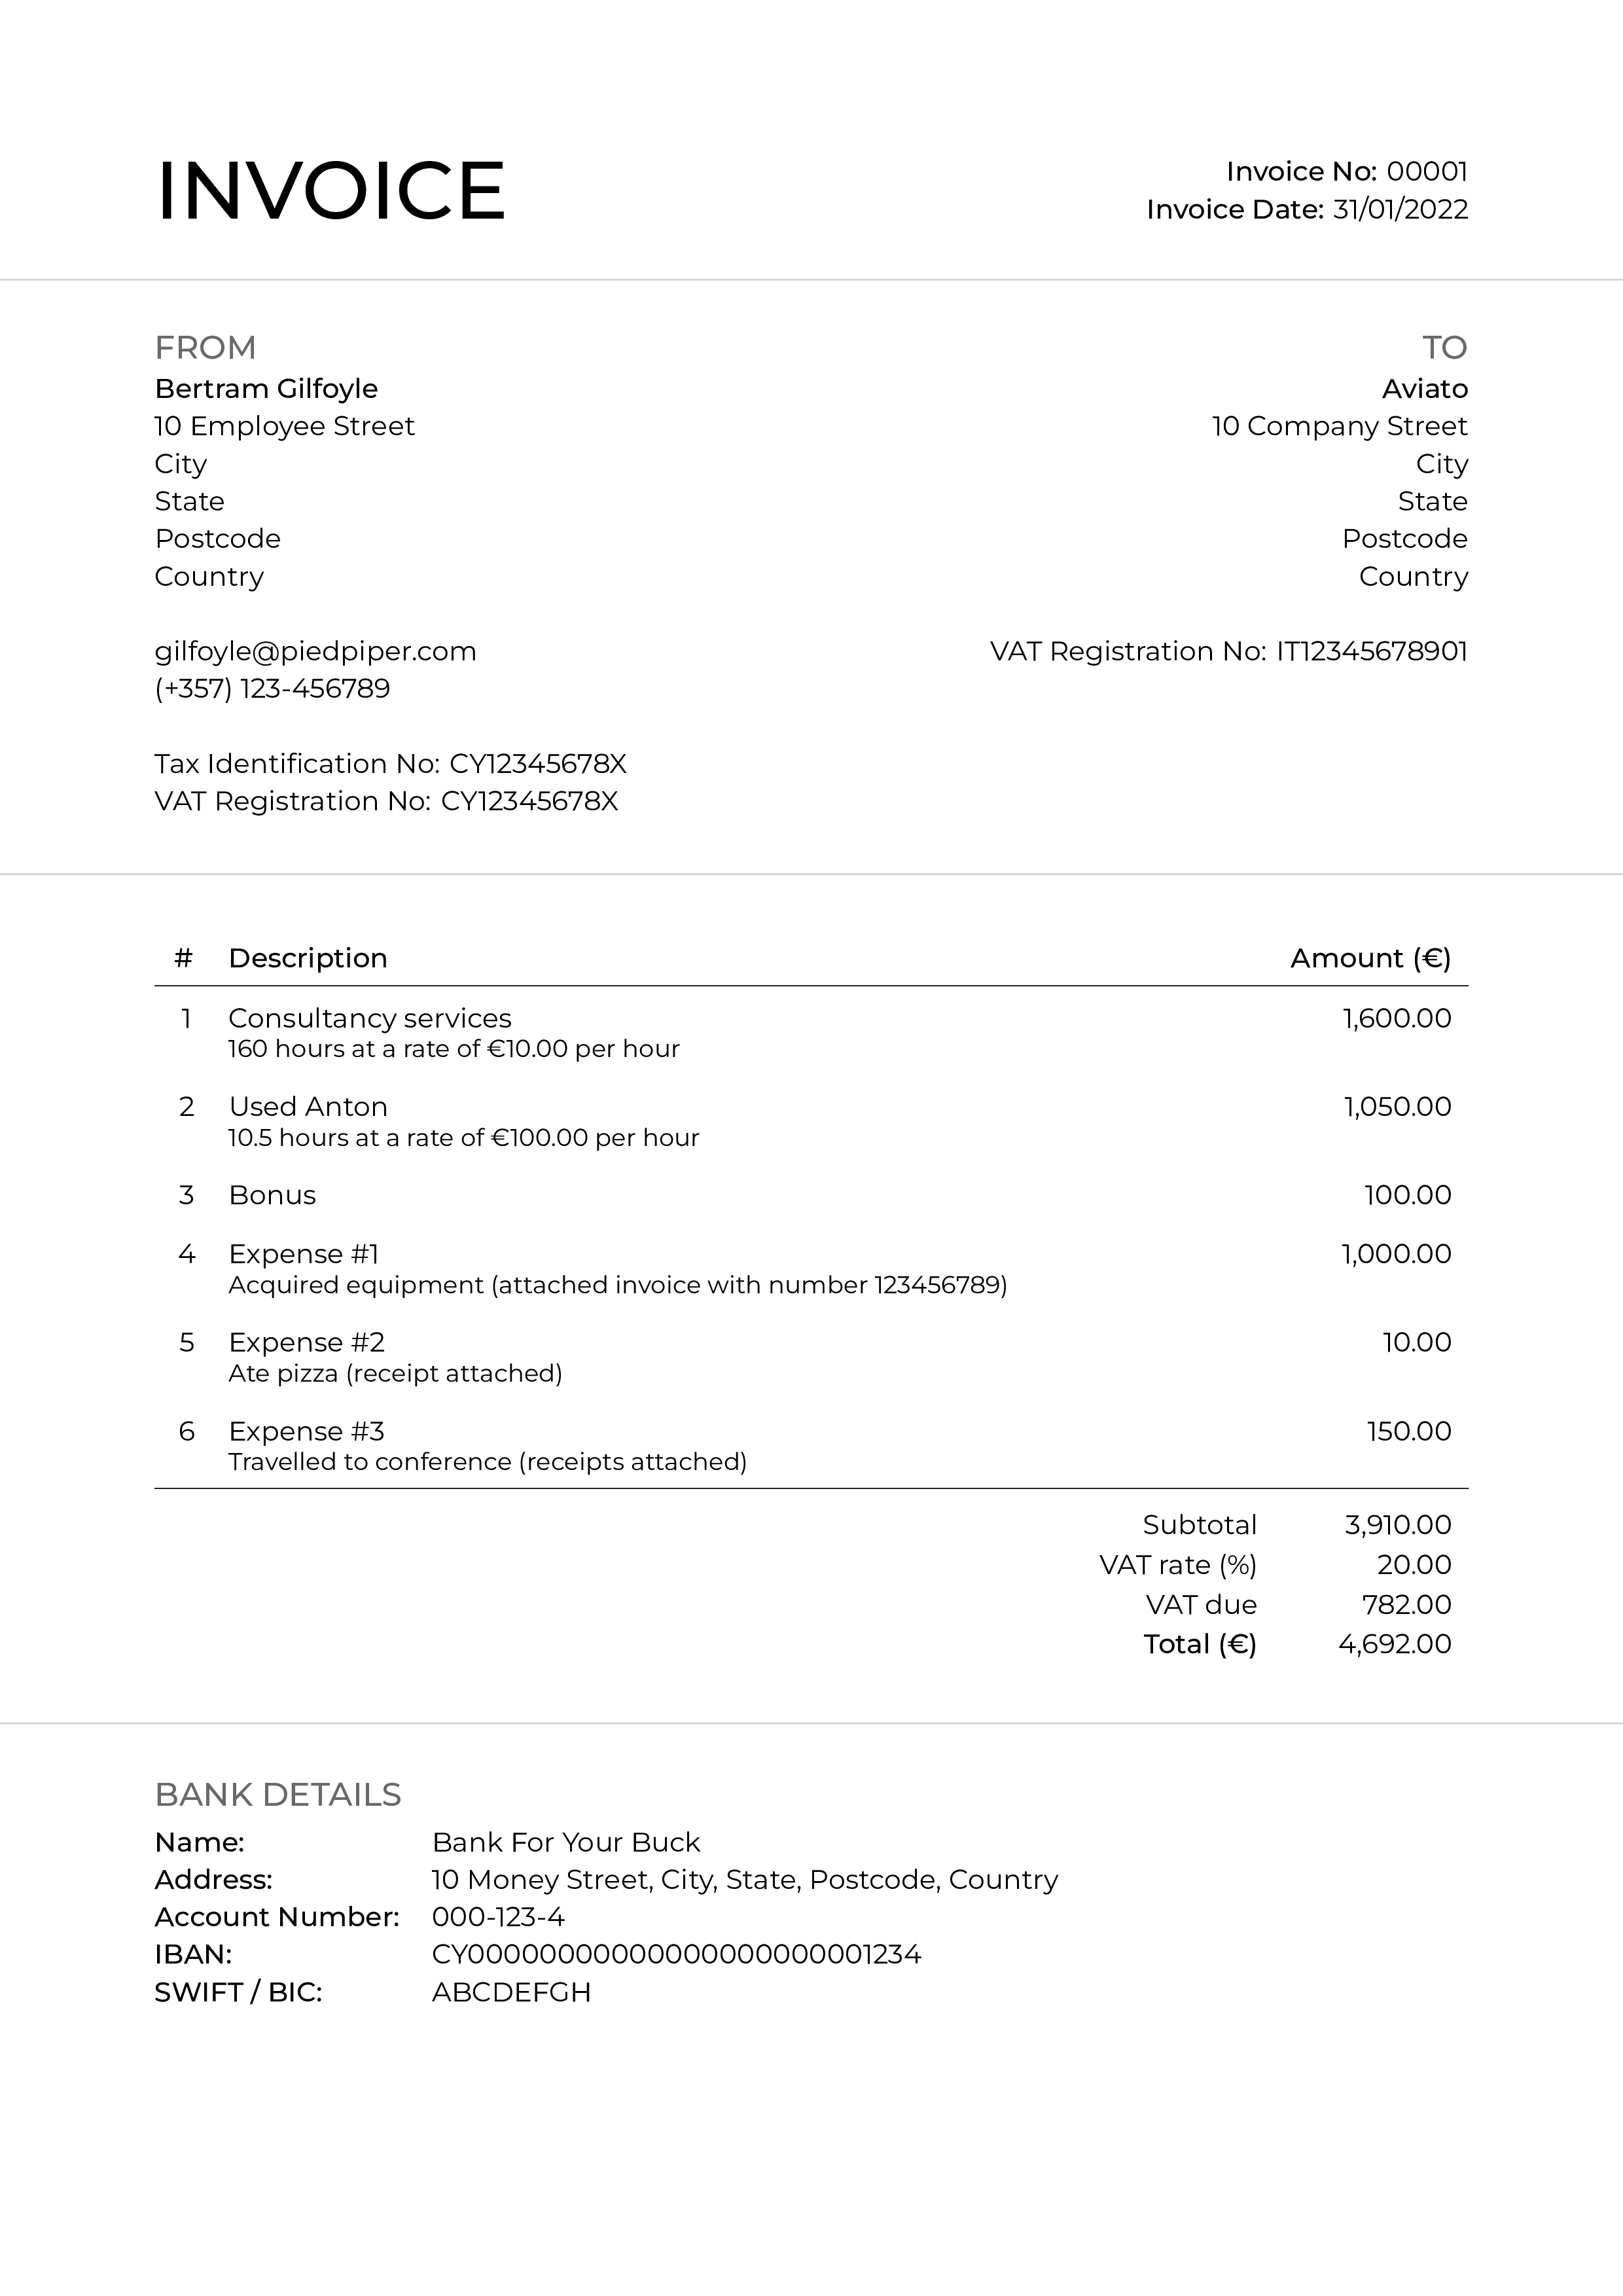 INVOICE
Invoice No: 00001
Invoice Date: 31/01/2022
FROM
Bertram Gilfoyle
10 Employee Street
City
State
Postcode
Country
gilfoyle@piedpiper.com
(+357) 123-456789
Tax Identification No: CY12345678X
VAT Registration No: CY12345678X
TO
Aviato
10 Company Street
City
State
Postcode
Country
VAT Registration No: IT12345678901
# Description Amount (€)
1 Consultancy services 1,600.00
160 hours at a rate of €10.00 per hour
2 Used Anton 1,050.00
10.5 hours at a rate of €100.00 per hour
3 Bonus 100.00
4 Expense #1 1,000.00
Acquired equipment (attached invoice with number 123456789)
5 Expense #2 10.00
Ate pizza (receipt attached)
6 Expense #3 150.00
Travelled to conference (receipts attached)
Subtotal 3,910.00
VAT rate (%) 20.00
VAT due 782.00
Total (€) 4,692.00
BANK DETAILS
Name: Bank For Your Buck
Address: 10 Money Street, City, State, Postcode, Country
Account Number: 000-123-4
IBAN: CY00000000000000000000001234
SWIFT / BIC: ABCDEFGH